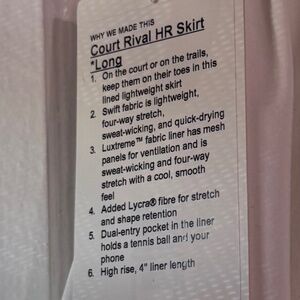 WHY WE MADE THIS
Court Rival HR Skirt
*Long
1. On the court or on the trails,
keep them on their toes in this
lined lightweight skirt
2. Swift fabric is lightweight,
four-way stretch,
sweat-wicking, and quick-drying
3. Luxtreme™ fabric liner has mesh
panels for ventilation and is
sweat-wicking and four-way
stretch with a cool, smooth
feel
4. Added Lycra® fibre for stretch
and shape retention
5. Dual-entry pocket in the liner
holds a tennis ball and your
phone
6. High rise, 4" liner length